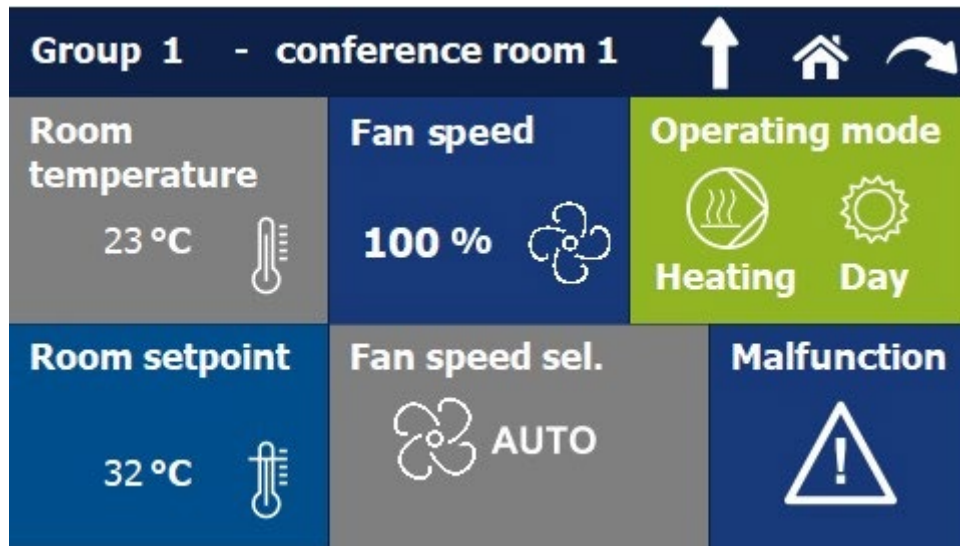 Group 1 - conference room 1
Room
temperature
23 °C
Fan speed
100 %
Operating mode
Heating Day
Room setpoint
32 °C
Fan speed sel.
AUTO
Malfunction
!